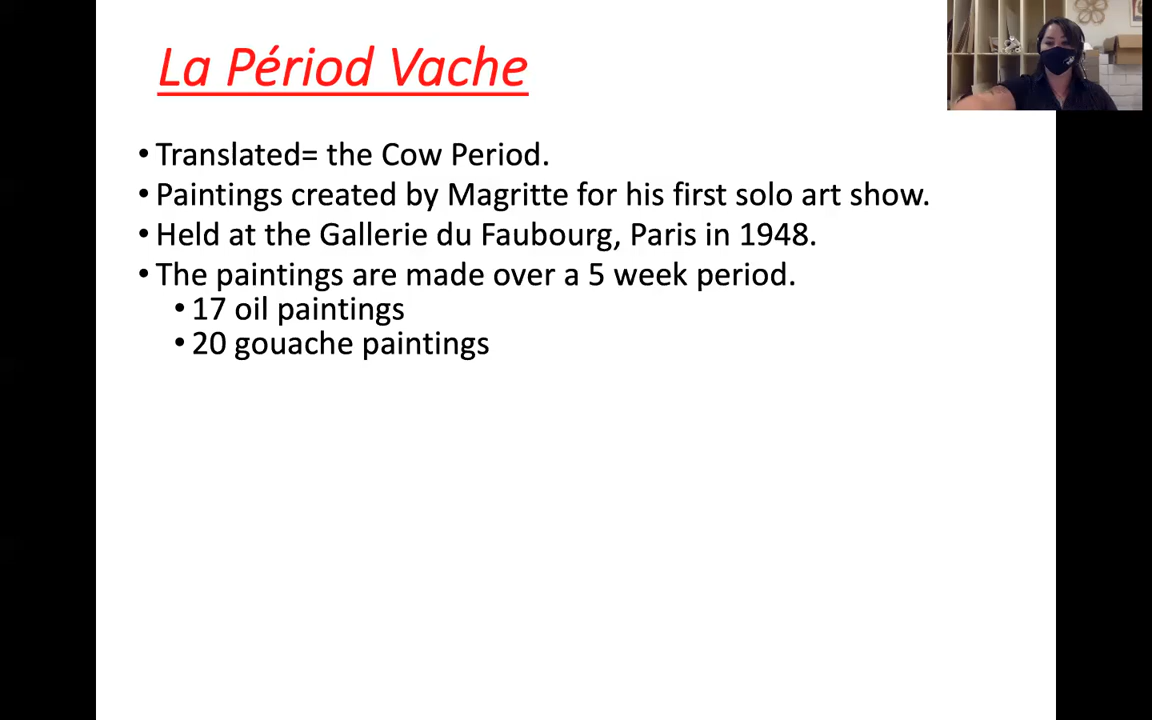 La Périod Vache
• Translated= the Cow Period.
• Paintings created by Magritte for his first solo art show.
• Held at the Gallerie du Faubourg, Paris in 1948.
• The paintings are made over a 5 week period.
• 17 oil paintings
• 20 gouache paintings